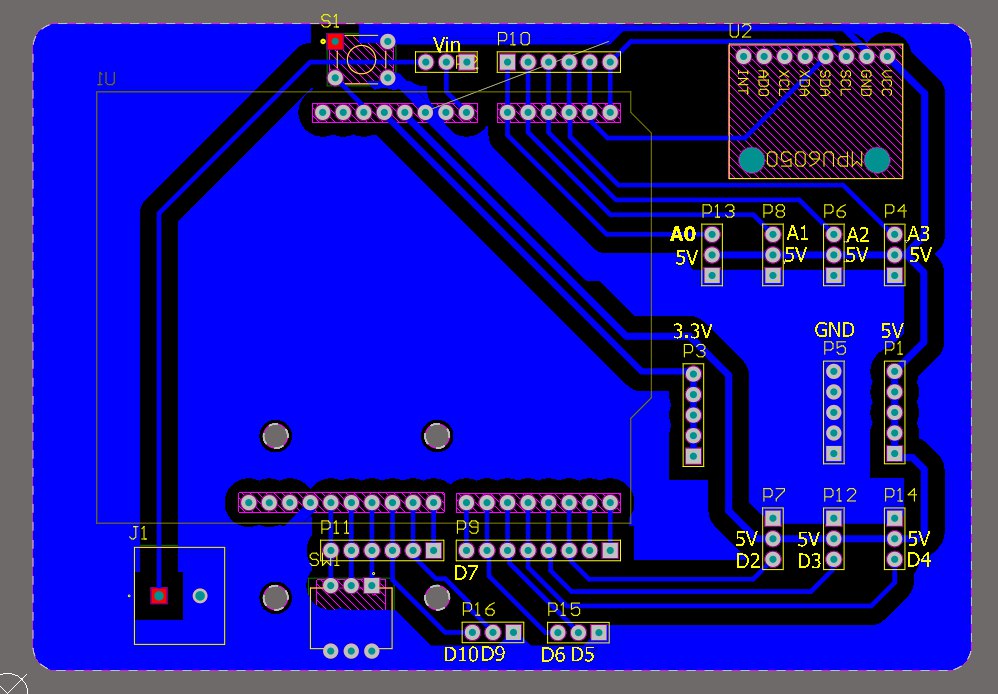 S1
Vin
P10
U2
U1
INT
AD0
XCL
XDA
SDA
SCL
GND
VCC
MPU6050
P13
P8
P6
P4
A0
A1
A2
A3
5V
5V
5V
5V
3.3V
GND
5V
P3
P5
P1
P7
P12
P14
5V
5V
5V
D2
D3
D4
J1
P11
P9
SW1
D7
P16
P15
D10
D9
D6
D5